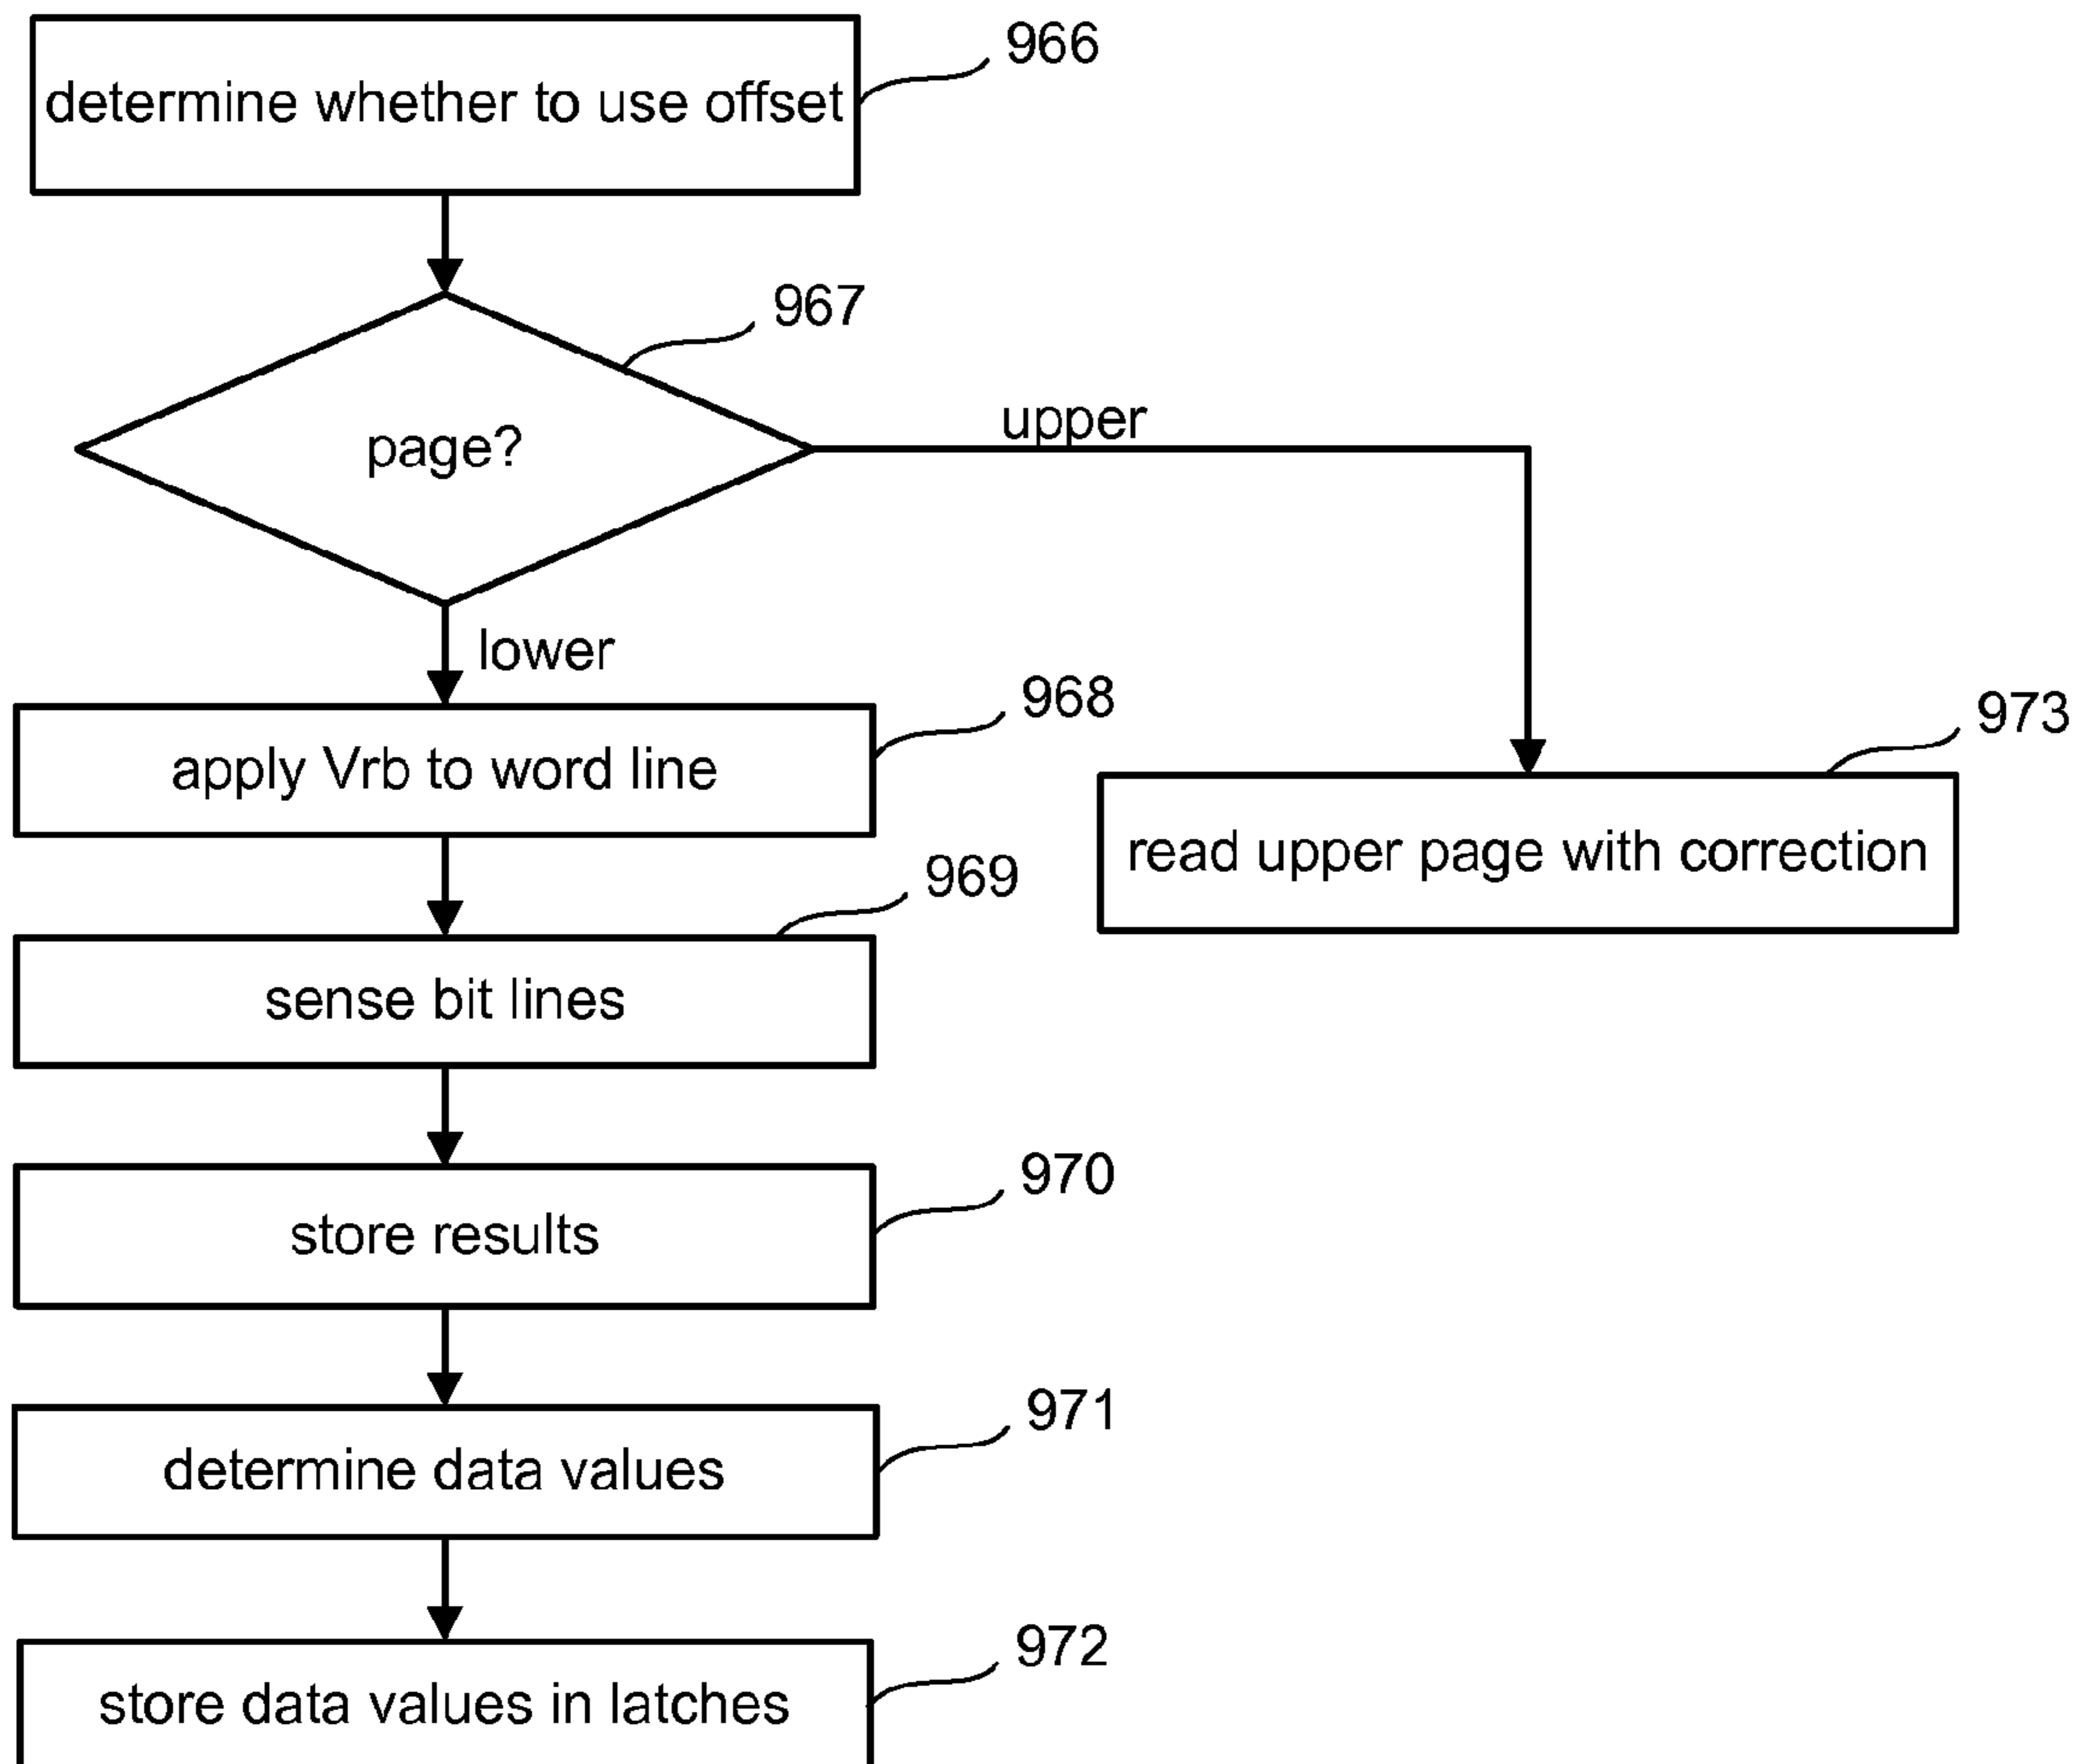 966
determine whether to use offset
967
page?
upper
lower
968
apply Vrb to word line
973
read upper page with correction
969
sense bit lines
970
store results
971
determine data values
972
store data values in latches